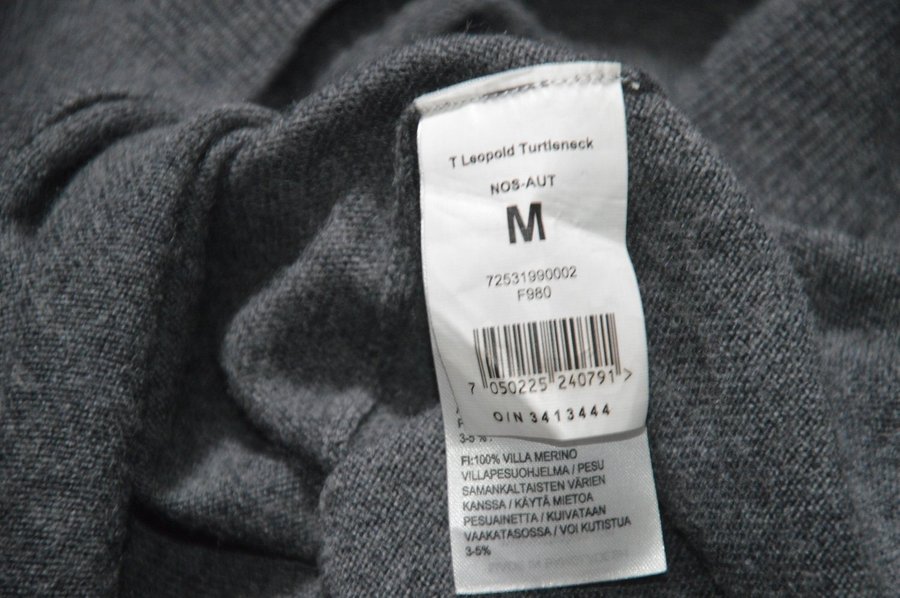 T Leopold Turtleneck
NOS-AUT
M
72531990002
F980
7 050225 240791 >
O/N 3413444
3-5 %.
FI:100% VILLA MERINO
VILLAPESUOHJELMA / PESU
SAMANKALTAISTEN VÄRIEN
KANSSA / KÄYTÄ MIETOA
PESUAINETTA / KUIVATAAN
VAAKATASOSSA / VOI KUTISTUA
3-5%